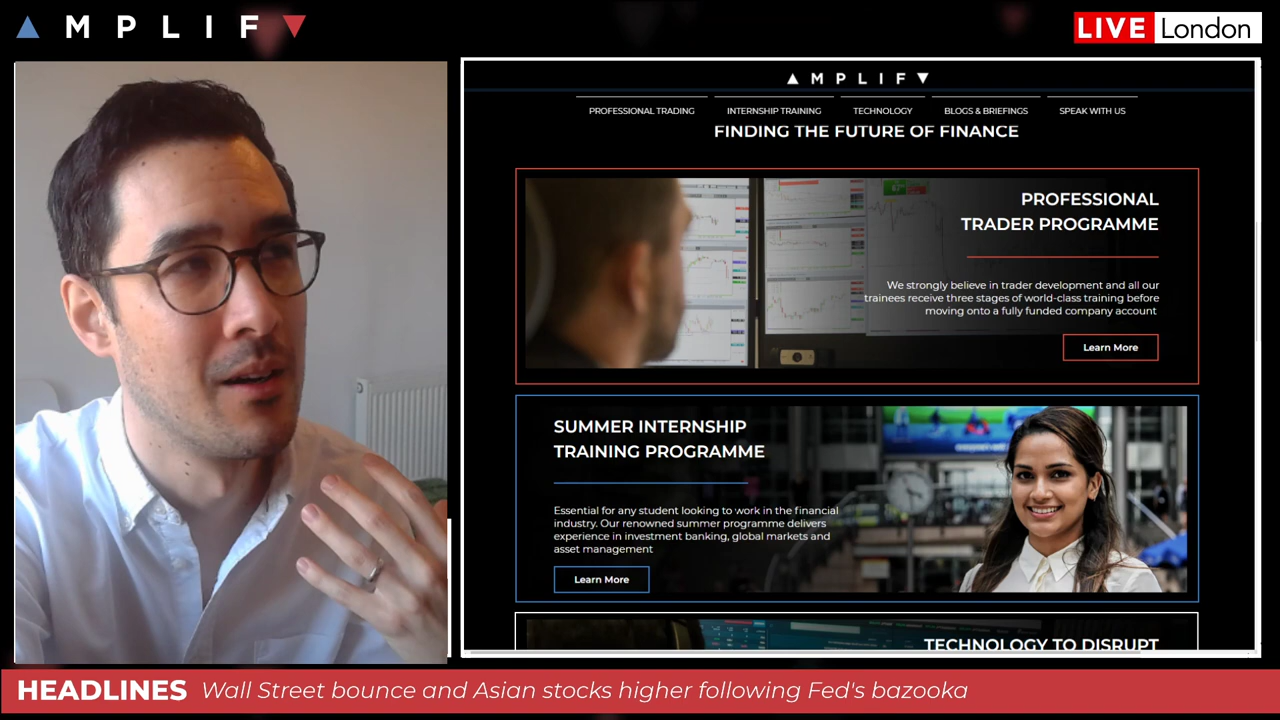 ▲MPLIF▼
LIVE London
▲MPLIF▼
PROFESSIONAL TRADING INTERNSHIP TRAINING TECHNOLOGY BLOGS & BRIEFINGS SPEAK WITH US
FINDING THE FUTURE OF FINANCE
PROFESSIONAL
TRADER PROGRAMME
We strongly believe in trader development and all our
trainees receive three stages of world-class training before
moving onto a fully funded company account
Learn More
SUMMER INTERNSHIP
TRAINING PROGRAMME
Essential for any student looking to work in the financial
industry. Our renowned summer programme delivers
experience in investment banking, global markets and
asset management
Learn More
TECHNOLOGY TO DISRUPT
HEADLINES Wall Street bounce and Asian stocks higher following Fed's bazooka